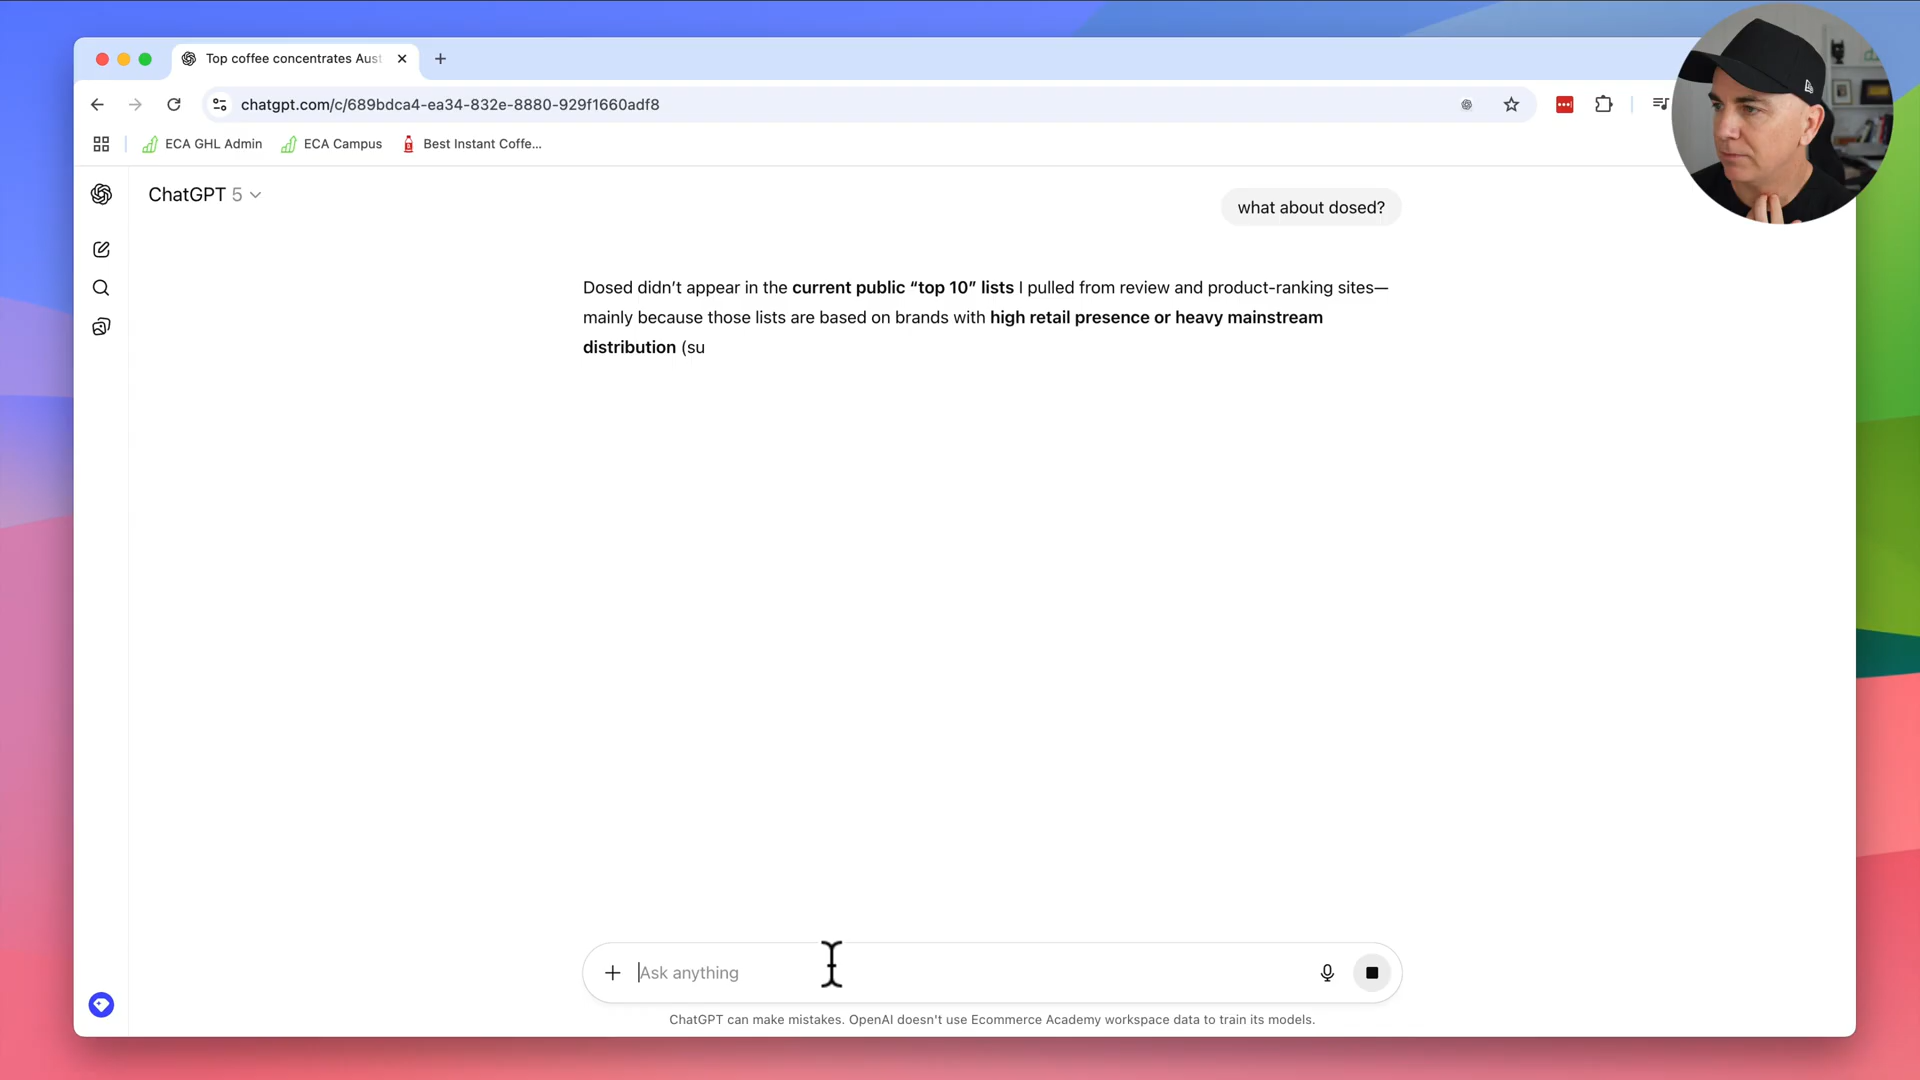 Top coffee concentrates Aust
chatgpt.com/c/689bdca4-ea34-832e-8880-929f1660adf8
ECA GHL Admin
ECA Campus
Best Instant Coffe...
ChatGPT 5
what about dosed?
Dosed didn’t appear in the current public “top 10” lists I pulled from review and product-ranking sites—
mainly because those lists are based on brands with high retail presence or heavy mainstream
distribution (su
Ask anything
ChatGPT can make mistakes. OpenAI doesn't use Ecommerce Academy workspace data to train its models.